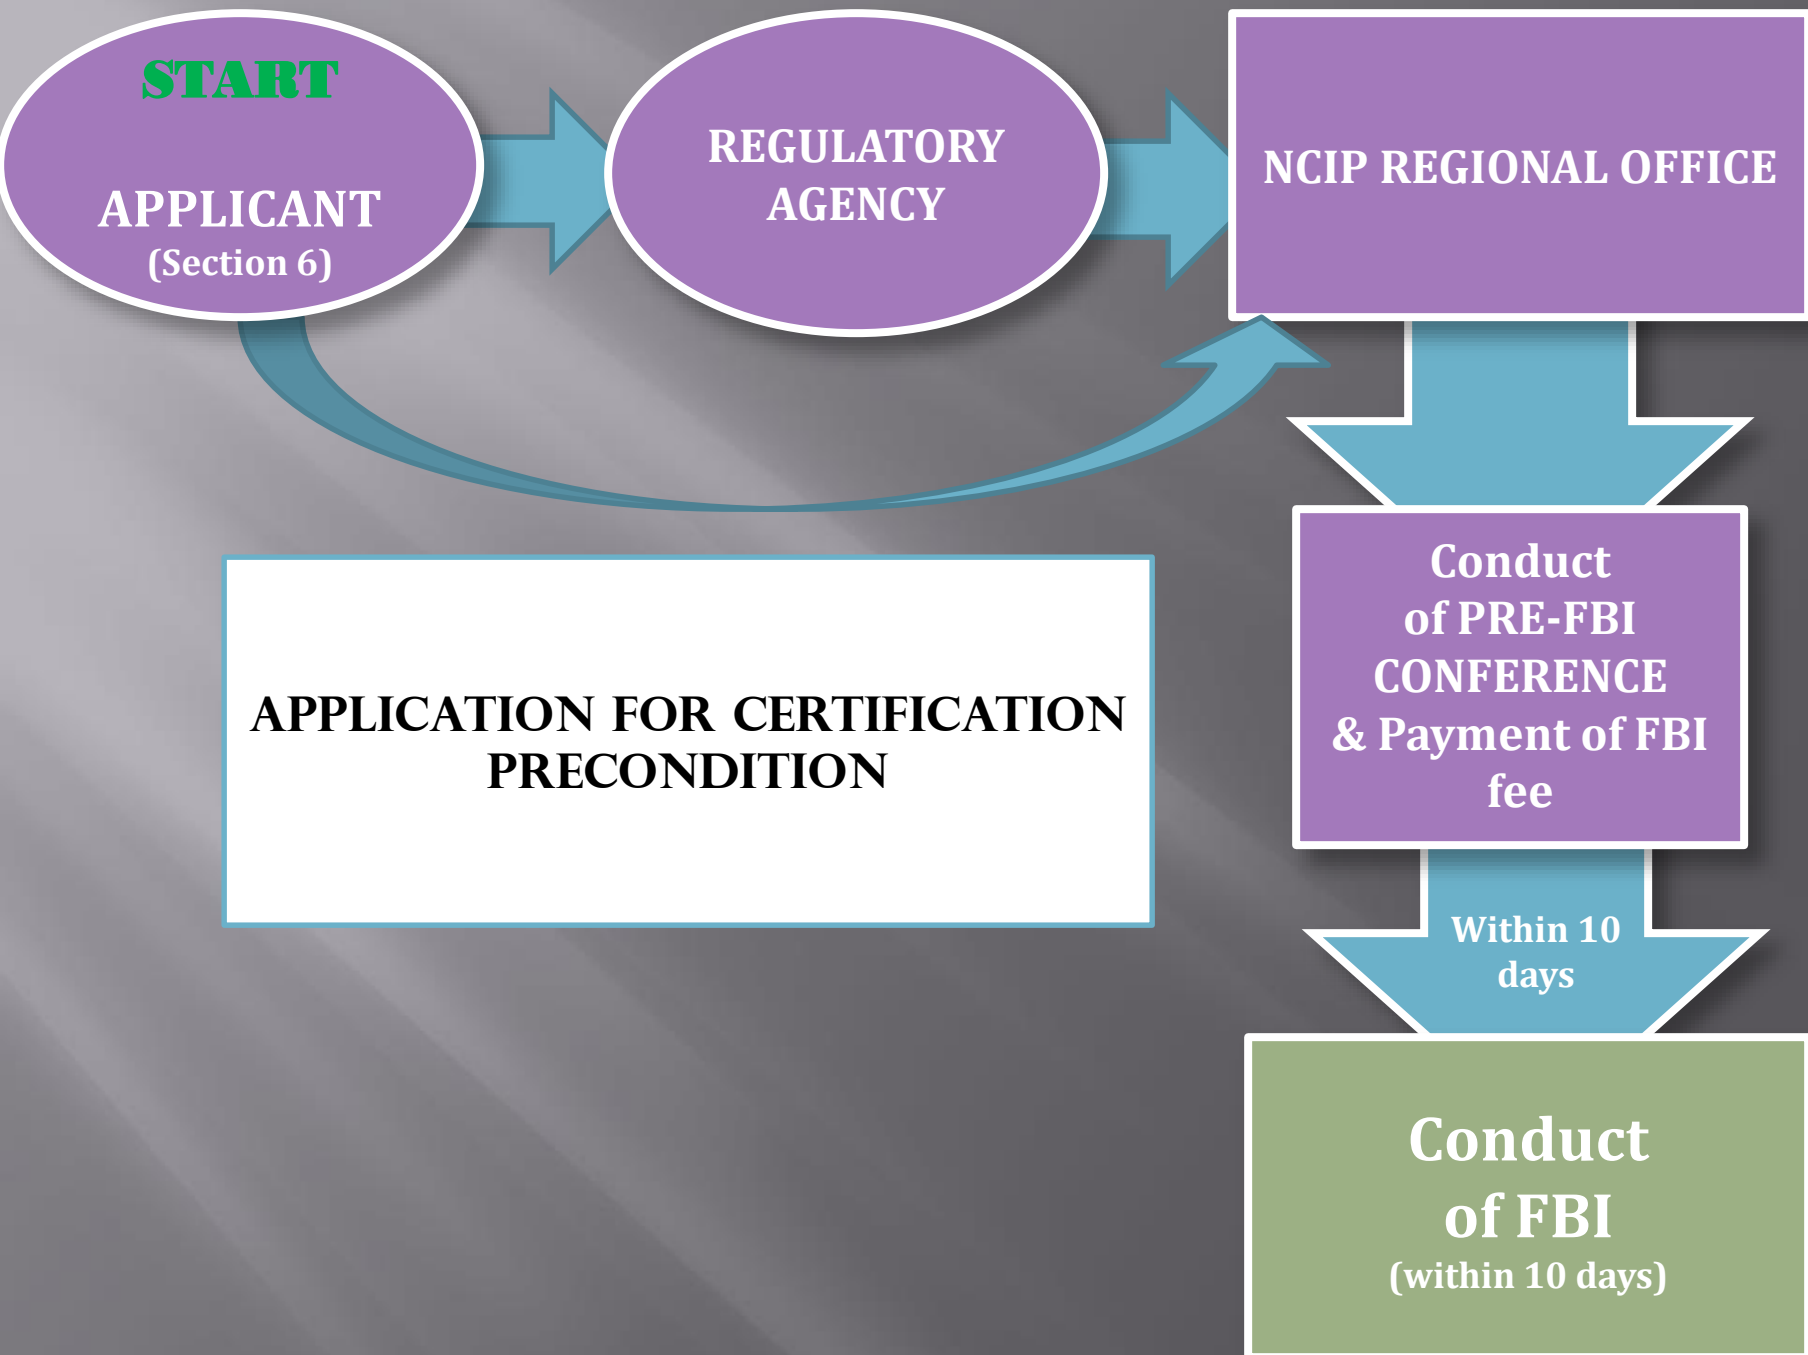 START
APPLICANT
(Section 6)
REGULATORY
AGENCY
NCIP REGIONAL OFFICE
Conduct
of PRE-FBI
CONFERENCE
& Payment of FBI
fee
APPLICATION FOR CERTIFICATION
PRECONDITION
Within 10
days
Conduct
of FBI
(within 10 days)